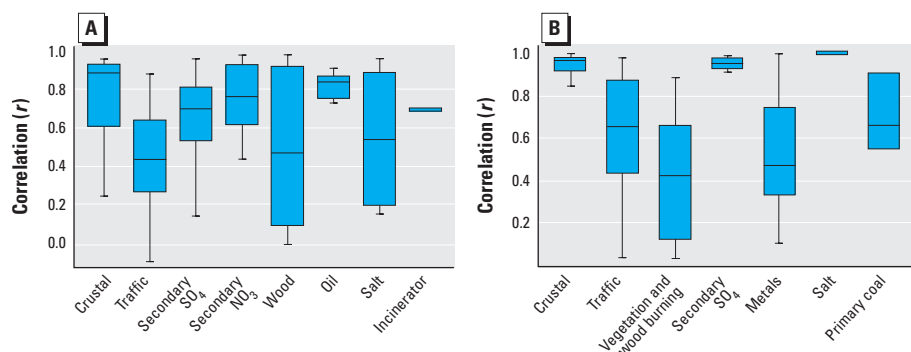 A
Correlation (r)
1.0
0.8
0.6
0.4
0.2
0.0
Crustal
Traffic
Secondary
SO4
Secondary
NO3
Wood
Oil
Salt
Incinerator
B
Correlation (r)
1.0
0.8
0.6
0.4
0.2
Crustal
Traffic
Vegetation and
wood burning
Secondary
SO4
Metals
Salt
Primary coal